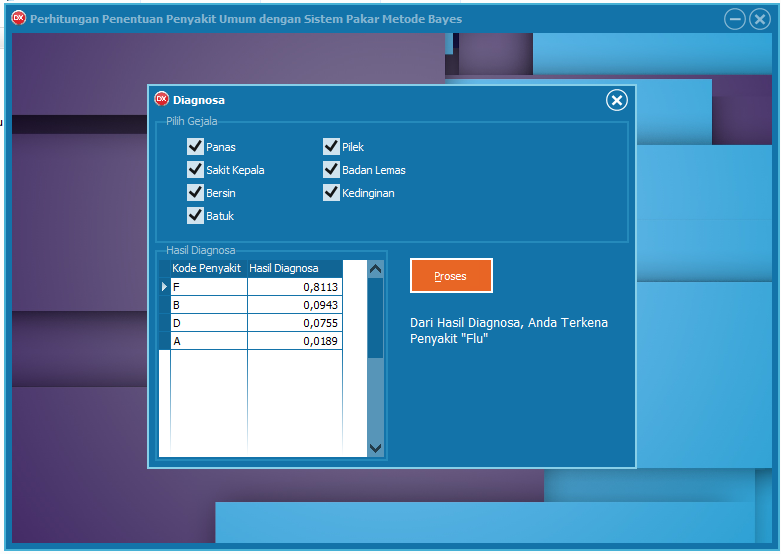 DX Perhitungan Penentuan Penyakit Umum dengan Sistem Pakar Metode Bayes
DX Diagnosa
Pilih Gejala
Panas Pilek
Sakit Kepala Badan Lemas
Bersin Kedinginan
Batuk
Hasil Diagnosa
Kode Penyakit Hasil Diagnosa
F 0,8113
B 0,0943
D 0,0755
A 0,0189
Proses
Dari Hasil Diagnosa, Anda Terkena
Penyakit "Flu"